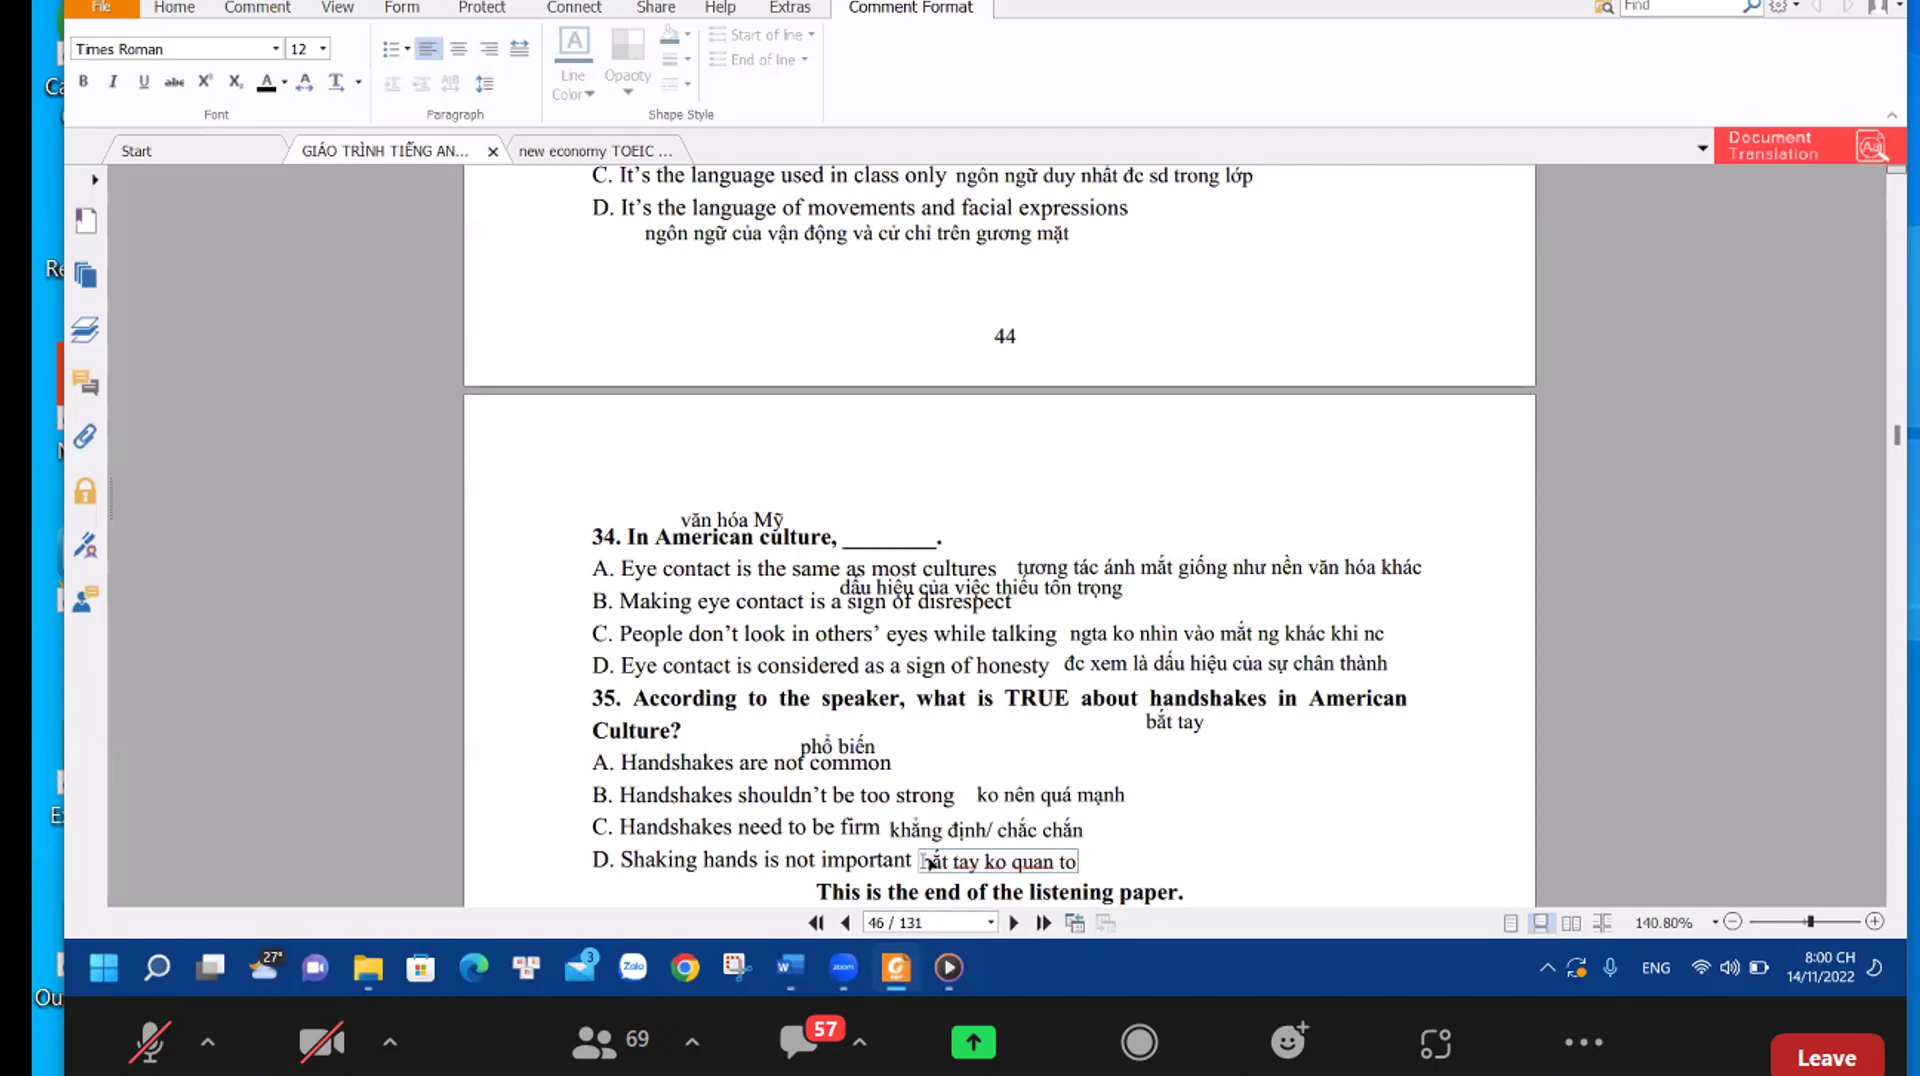 File Home Comment View Form Protect Connect Share Help Extras Comment Format Find
Times Roman 12 Start of line
End of line
Line Color Opacity
B I U abc X² X₂ A A T
Font Paragraph Shape Style
Start GIÁO TRÌNH TIẾNG AN... new economy TOEIC ... Document Translation
C. It's the language used in class only ngôn ngữ duy nhất đc sd trong lớp
D. It's the language of movements and facial expressions
ngôn ngữ của vận động và cử chỉ trên gương mặt
44
văn hóa Mỹ
34. In American culture, ________.
A. Eye contact is the same as most cultures tương tác ánh mắt giống như nền văn hóa khác
dấu hiệu của việc thiếu tôn trọng
B. Making eye contact is a sign of disrespect
C. People don't look in others' eyes while talking ngta ko nhìn vào mắt ng khác khi nc
D. Eye contact is considered as a sign of honesty đc xem là dấu hiệu của sự chân thành
35. According to the speaker, what is TRUE about handshakes in American
bắt tay
Culture?
phổ biến
A. Handshakes are not common
B. Handshakes shouldn't be too strong ko nên quá mạnh
C. Handshakes need to be firm khẳng định/ chắc chắn
D. Shaking hands is not important bắt tay ko quan to
This is the end of the listening paper.
46 / 131 140.80%
27° 3 Zalo zoom ENG 8:00 CH
14/11/2022
69 57 Leave